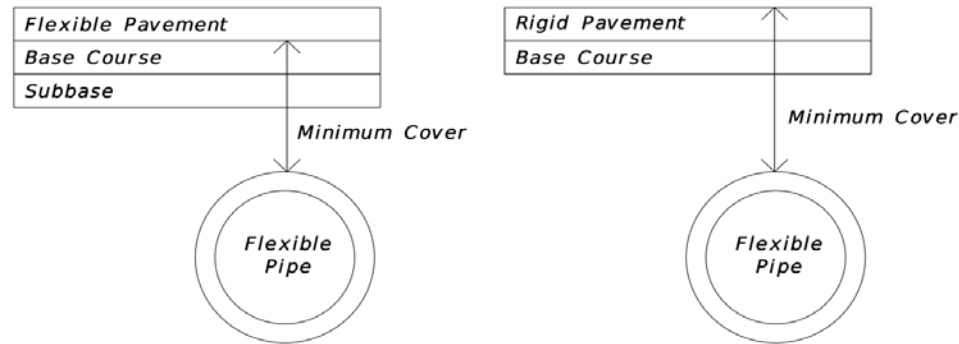 Flexible Pavement
Base Course
Subbase
Minimum Cover
Flexible
Pipe
Rigid Pavement
Base Course
Minimum Cover
Flexible
Pipe